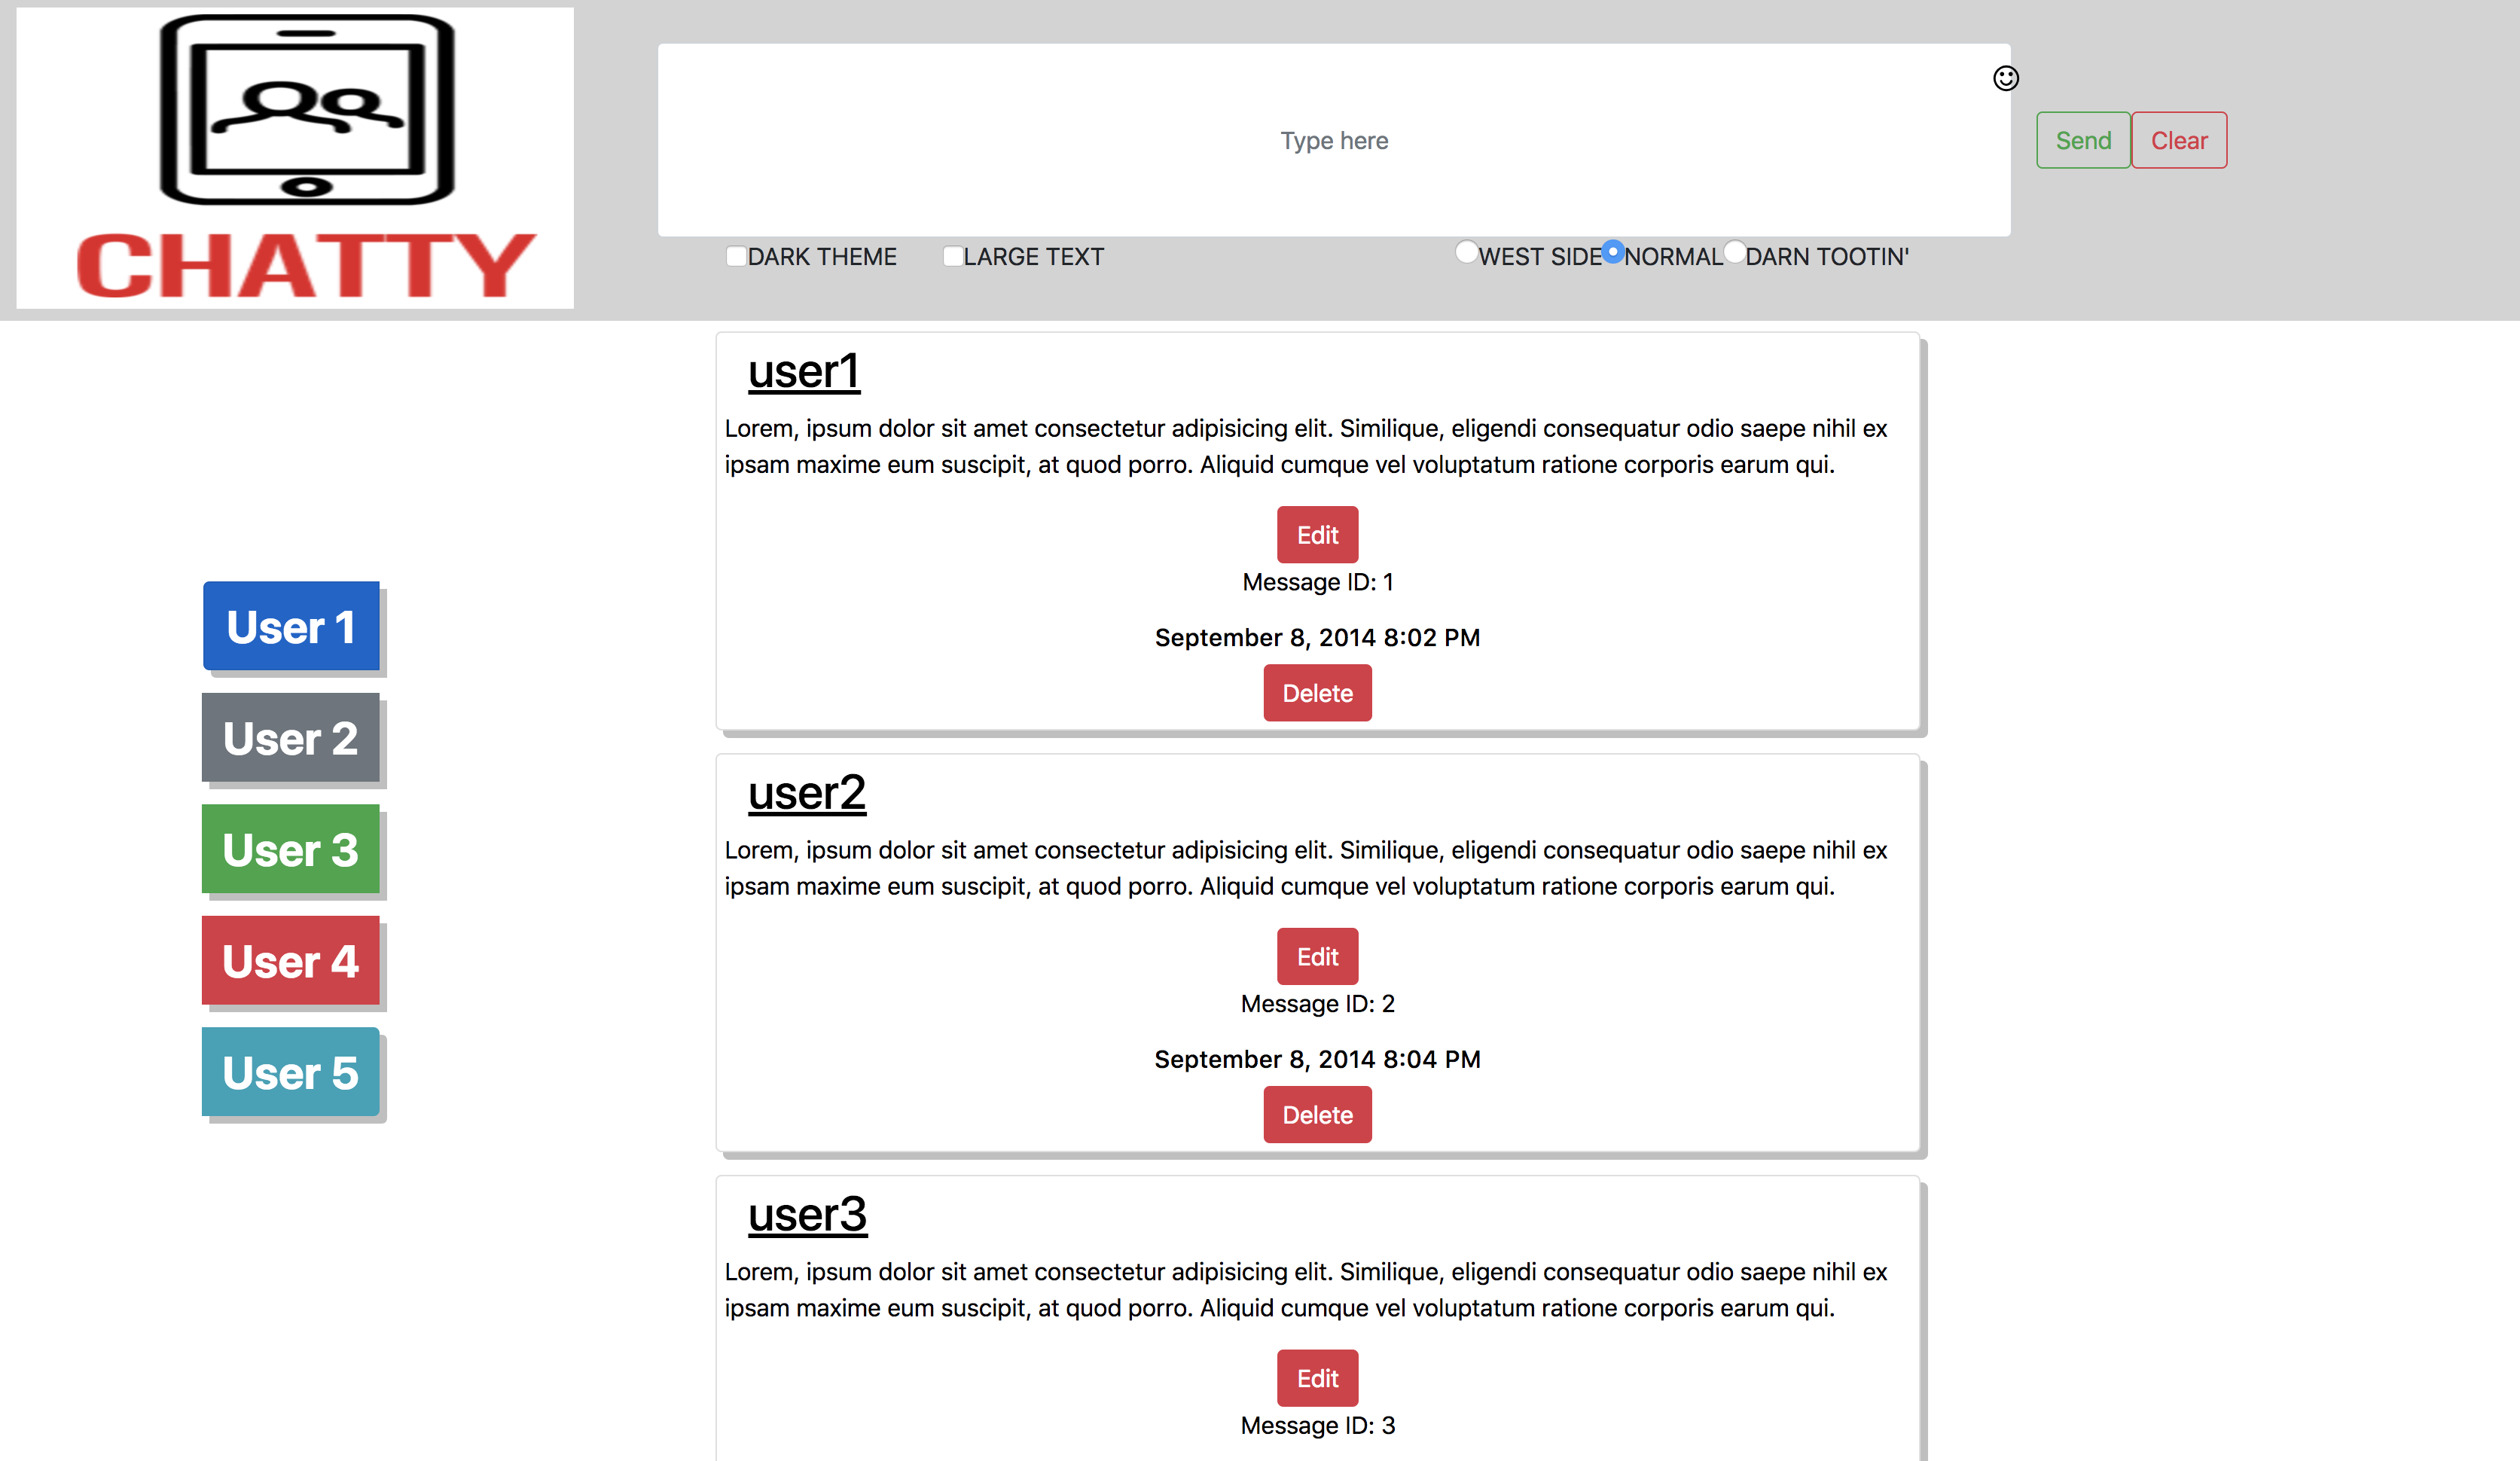 CHATTY
Type here
Send Clear
DARK THEME LARGE TEXT WEST SIDE NORMAL DARN TOOTIN'
User 1
User 2
User 3
User 4
User 5
user1
Lorem, ipsum dolor sit amet consectetur adipisicing elit. Similique, eligendi consequatur odio saepe nihil ex
ipsam maxime eum suscipit, at quod porro. Aliquid cumque vel voluptatum ratione corporis earum qui.
Edit
Message ID: 1
September 8, 2014 8:02 PM
Delete
user2
Lorem, ipsum dolor sit amet consectetur adipisicing elit. Similique, eligendi consequatur odio saepe nihil ex
ipsam maxime eum suscipit, at quod porro. Aliquid cumque vel voluptatum ratione corporis earum qui.
Edit
Message ID: 2
September 8, 2014 8:04 PM
Delete
user3
Lorem, ipsum dolor sit amet consectetur adipisicing elit. Similique, eligendi consequatur odio saepe nihil ex
ipsam maxime eum suscipit, at quod porro. Aliquid cumque vel voluptatum ratione corporis earum qui.
Edit
Message ID: 3